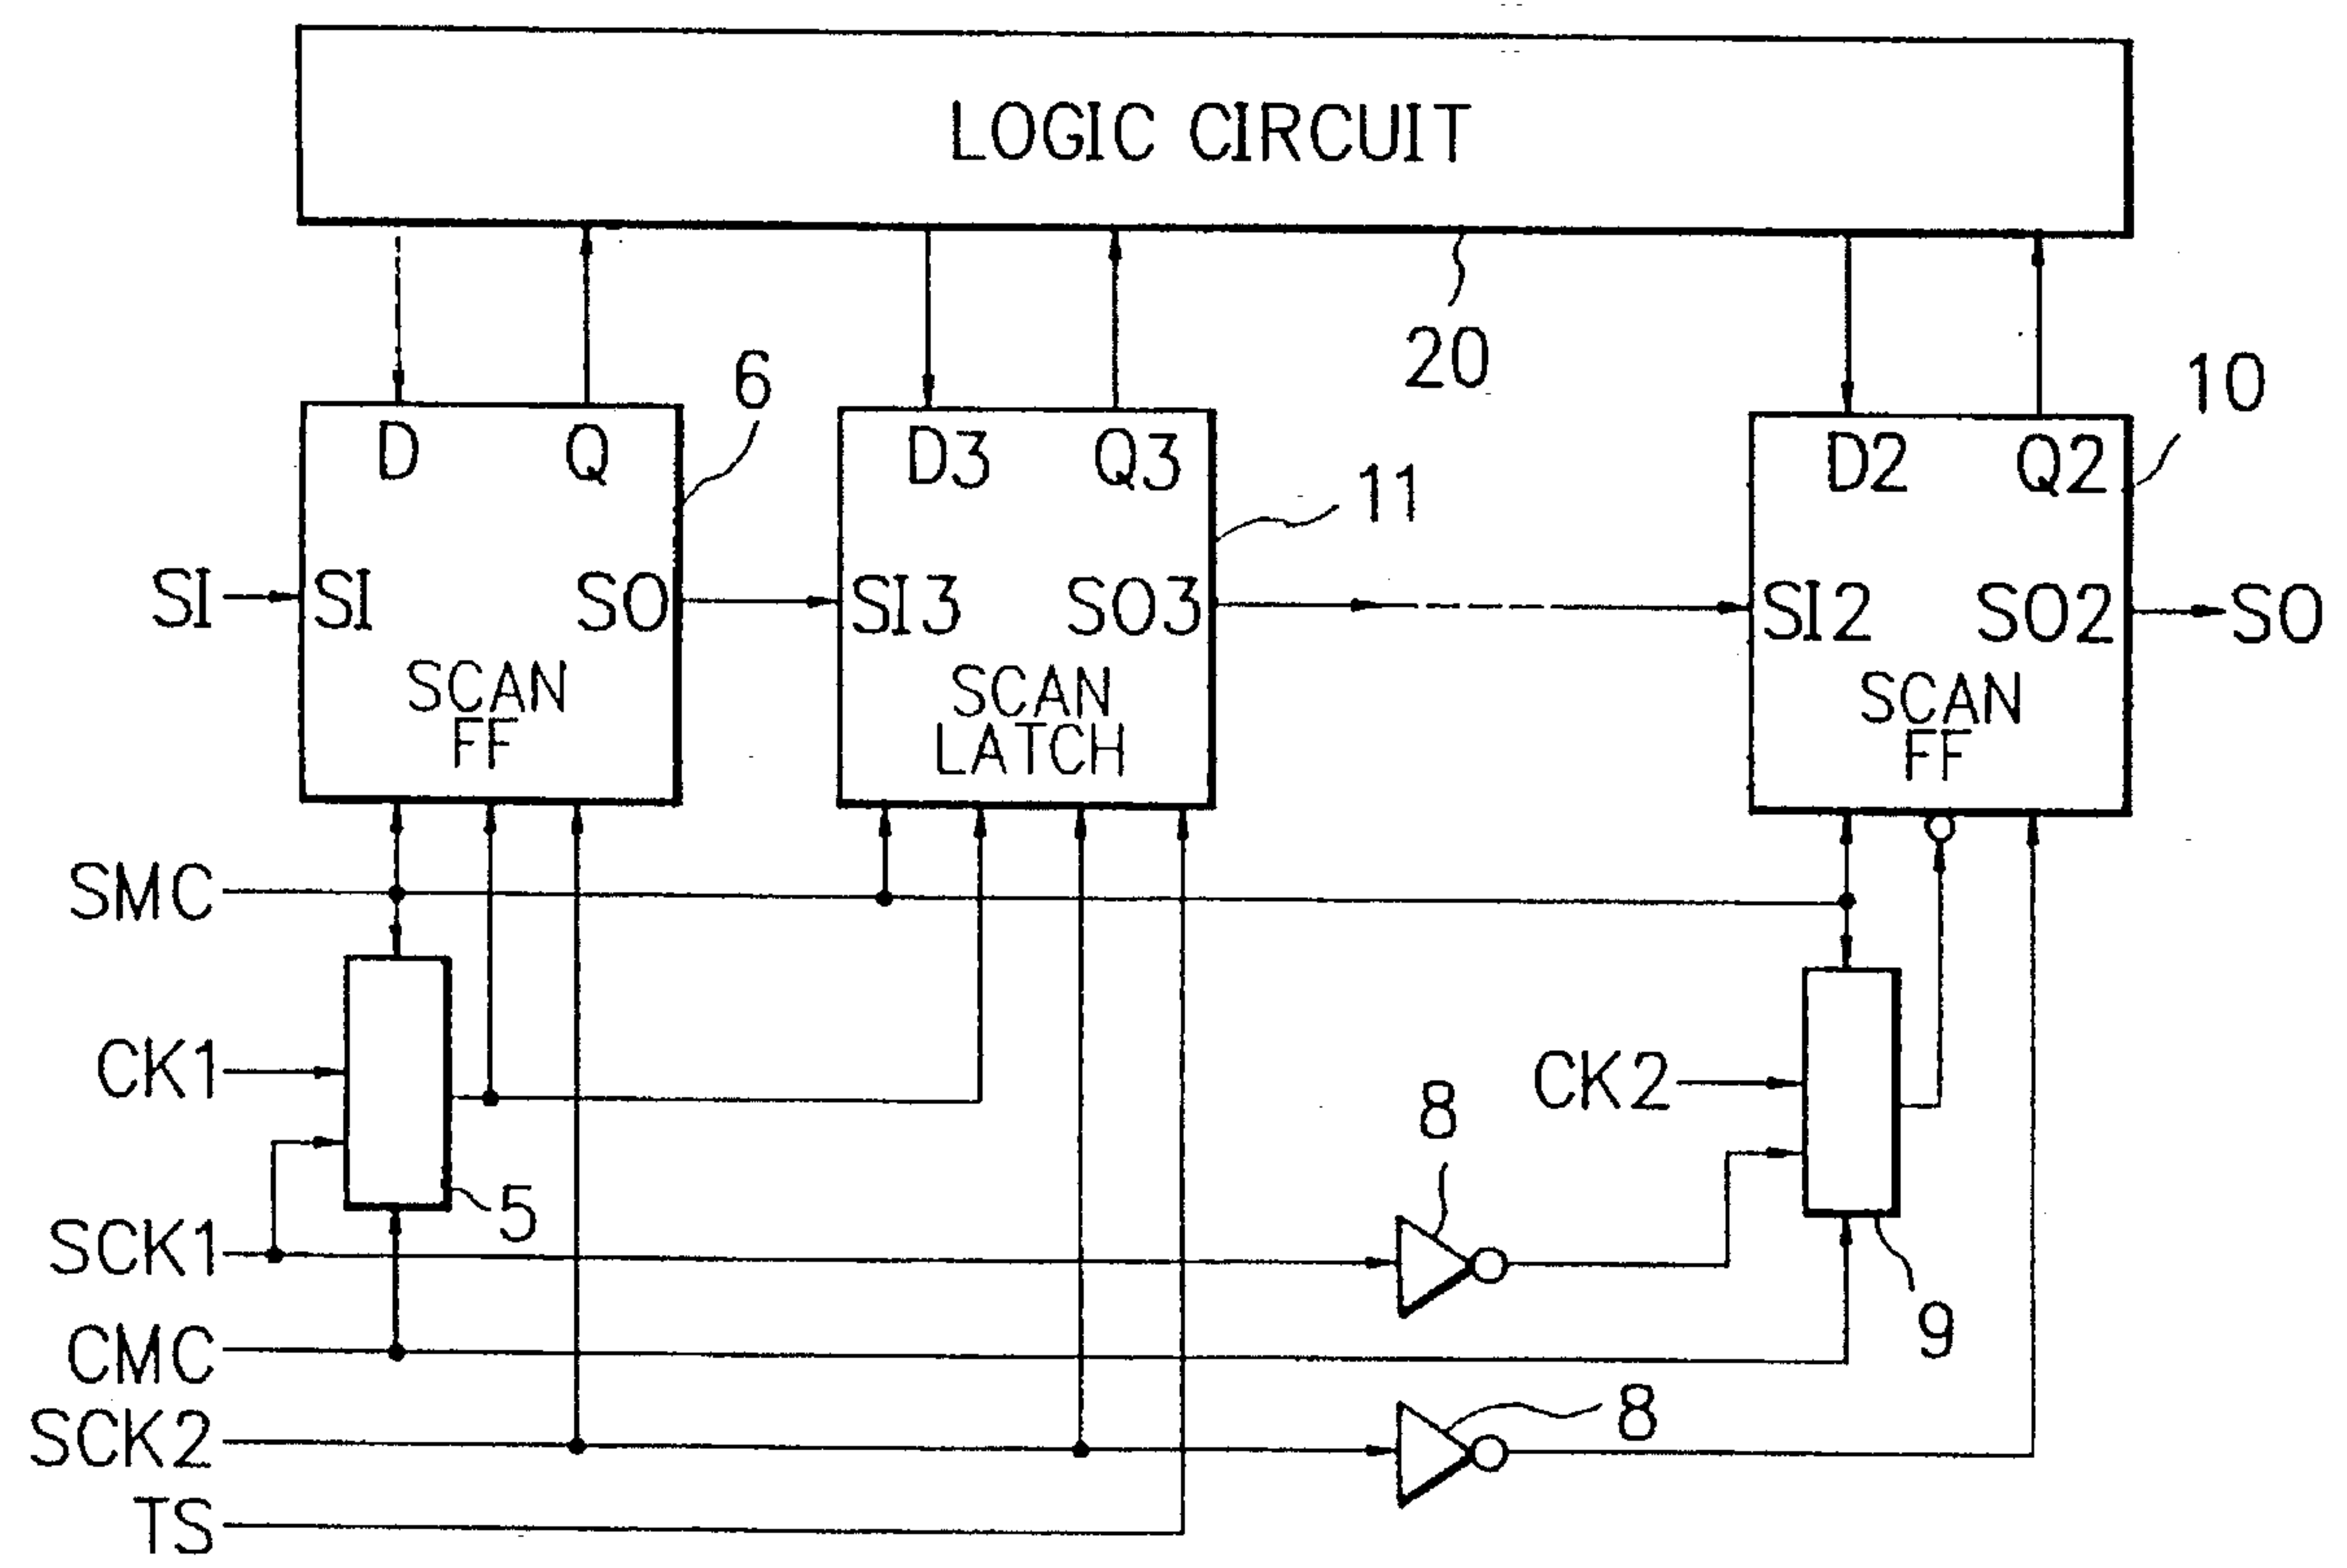 LOGIC CIRCUIT
20
6
10
11
D Q
D3 Q3
D2 Q2
SI
SI SO
SI3 SO3
SI2 SO2
SO
SCAN
FF
SCAN
LATCH
SCAN
FF
SMC
CK1
CK2
8
5
SCK1
9
CMC
8
SCK2
TS